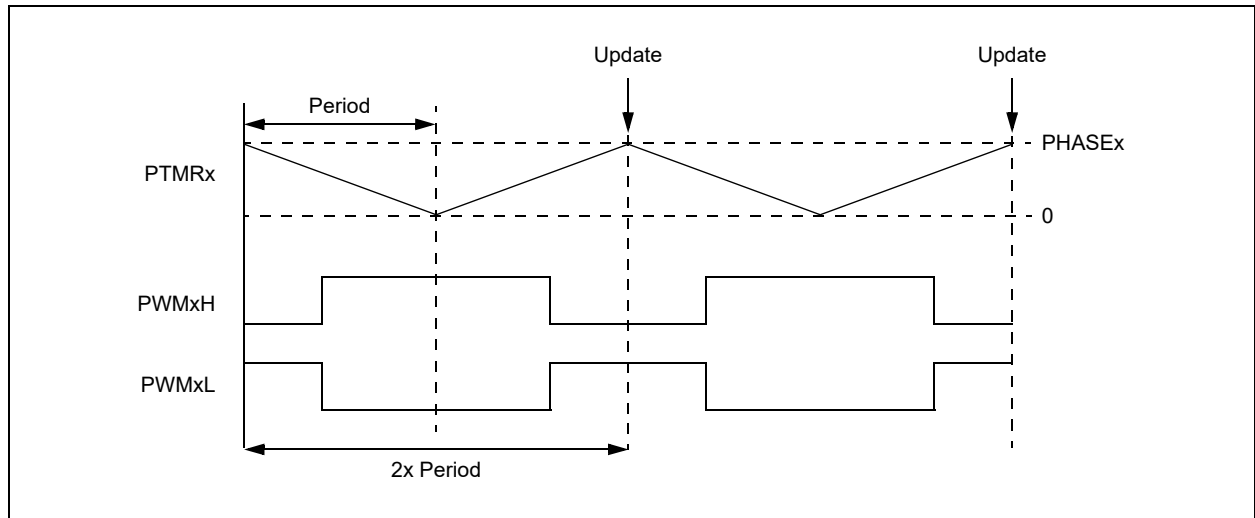 Update
Update
Period
PHASEx
PTMRx
0
PWMxH
PWMxL
2x Period